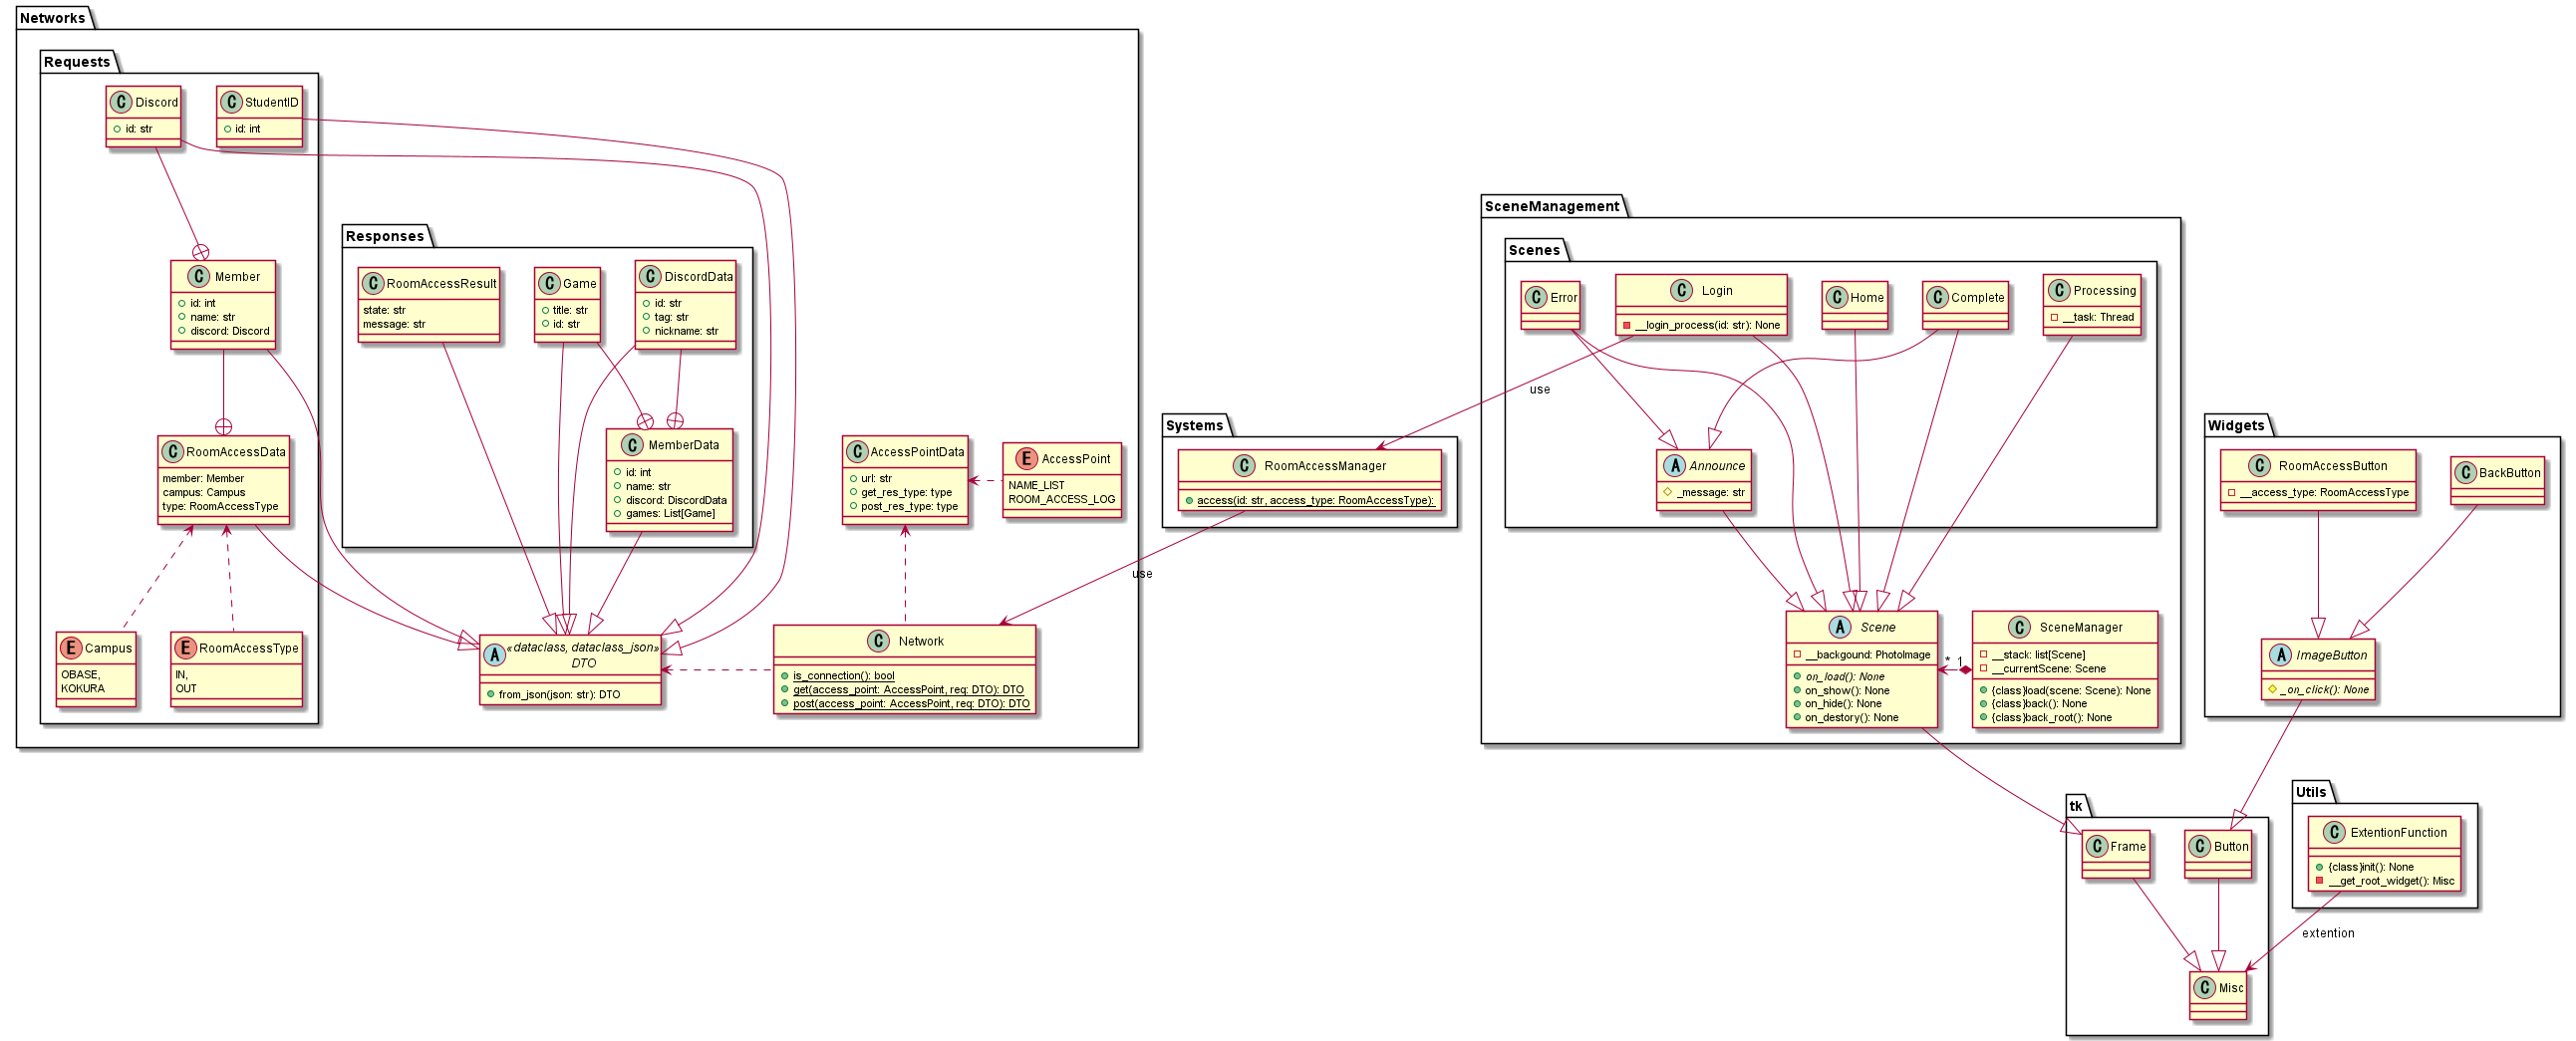 Networks
Requests
C Discord
id: str
C StudentID
id: int
C Member
id: int
name: str
discord: Discord
C RoomAccessData
member: Member
campus: Campus
type: RoomAccessType
E Campus
OBASE,
KOKURA
E RoomAccessType
IN,
OUT
Responses
C RoomAccessResult
state: str
message: str
C Game
title: str
id: str
C DiscordData
id: str
tag: str
nickname: str
C MemberData
id: int
name: str
discord: DiscordData
games: List[Game]
A «dataclass, dataclass_json»
DTO
from_json(json: str): DTO
C AccessPointData
url: str
get_res_type: type
post_res_type: type
E AccessPoint
NAME_LIST
ROOM_ACCESS_LOG
C Network
is_connection(): bool
get(access_point: AccessPoint, req: DTO): DTO
post(access_point: AccessPoint, req: DTO): DTO
use
Systems
C RoomAccessManager
access(id: str, access_type: RoomAccessType):
use
SceneManagement
Scenes
C Error
C Login
__login_process(id: str): None
C Home
C Complete
C Processing
__task: Thread
A Announce
_message: str
A Scene
__backgound: PhotoImage
on_load(): None
on_show(): None
on_hide(): None
on_destory(): None
* 1
C SceneManager
__stack: list[Scene]
__currentScene: Scene
{class}load(scene: Scene): None
{class}back(): None
{class}back_root(): None
Widgets
C RoomAccessButton
__access_type: RoomAccessType
C BackButton
A ImageButton
_on_click(): None
tk
C Frame
C Button
C Misc
Utils
C ExtentionFunction
{class}init(): None
__get_root_widget(): Misc
extention